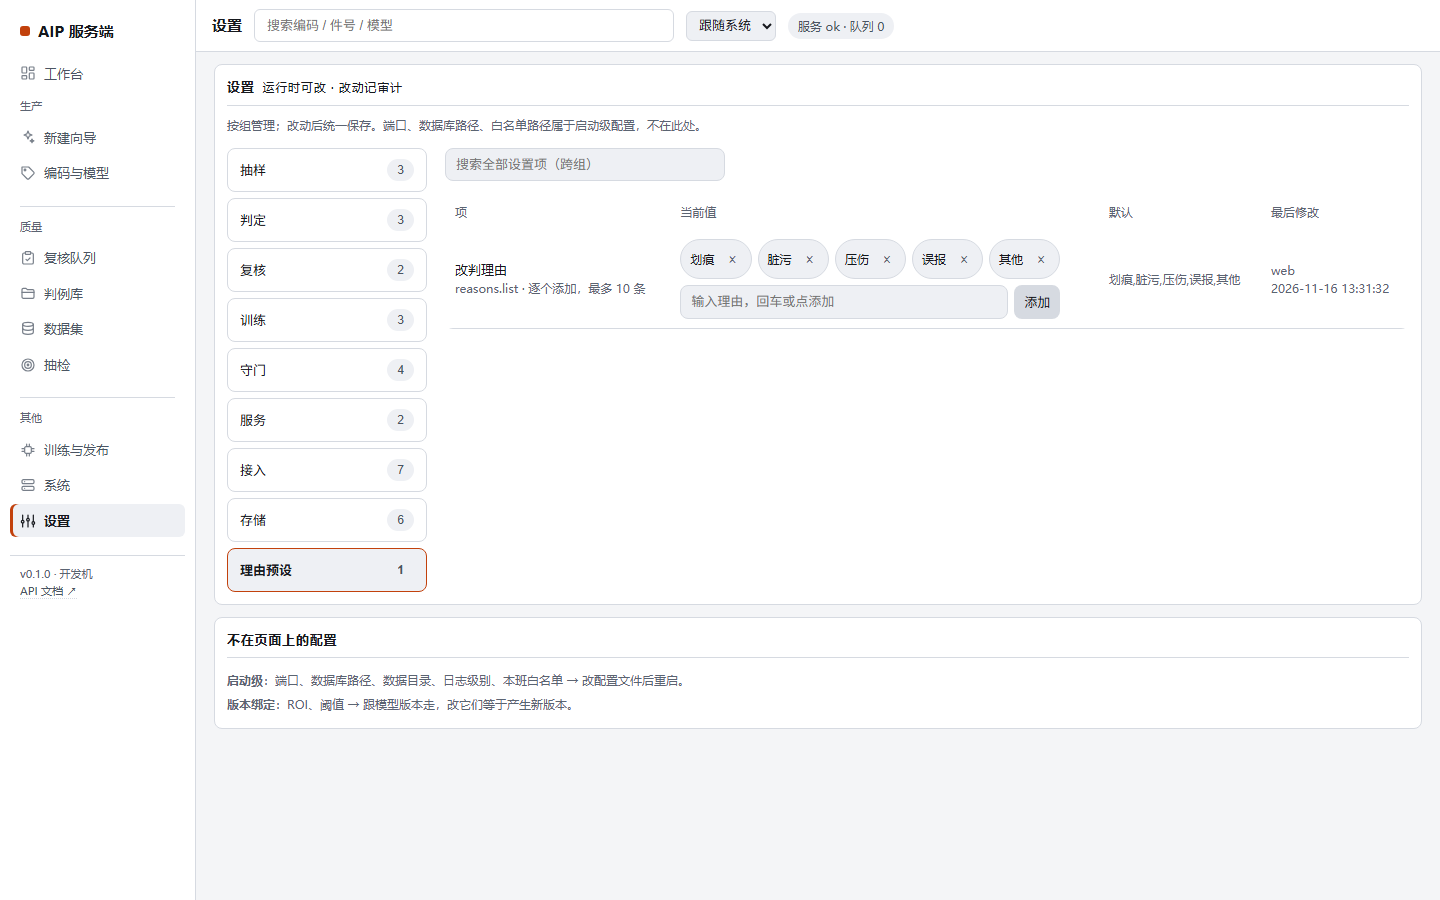 AIP 服务端
工作台
生产
新建向导
编码与模型
质量
复核队列
判例库
数据集
抽检
其他
训练与发布
系统
设置
v0.1.0 · 开发机
API 文档 ↗
设置
搜索编码 / 件号 / 模型
跟随系统
服务 ok · 队列 0
设置 运行时可改 · 改动记审计
按组管理；改动后统一保存。端口、数据库路径、白名单路径属于启动级配置，不在此处。
抽样 3
判定 3
复核 2
训练 3
守门 4
服务 2
接入 7
存储 6
理由预设 1
搜索全部设置项（跨组）
项 当前值 默认 最后修改
改判理由
reasons.list · 逐个添加，最多 10 条
划痕 × 脏污 × 压伤 × 误报 × 其他 ×
输入理由，回车或点添加 添加
划痕,脏污,压伤,误报,其他
web
2026-11-16 13:31:32
不在页面上的配置
启动级：端口、数据库路径、数据目录、日志级别、本班白名单 → 改配置文件后重启。
版本绑定：ROI、阈值 → 跟模型版本走，改它们等于产生新版本。